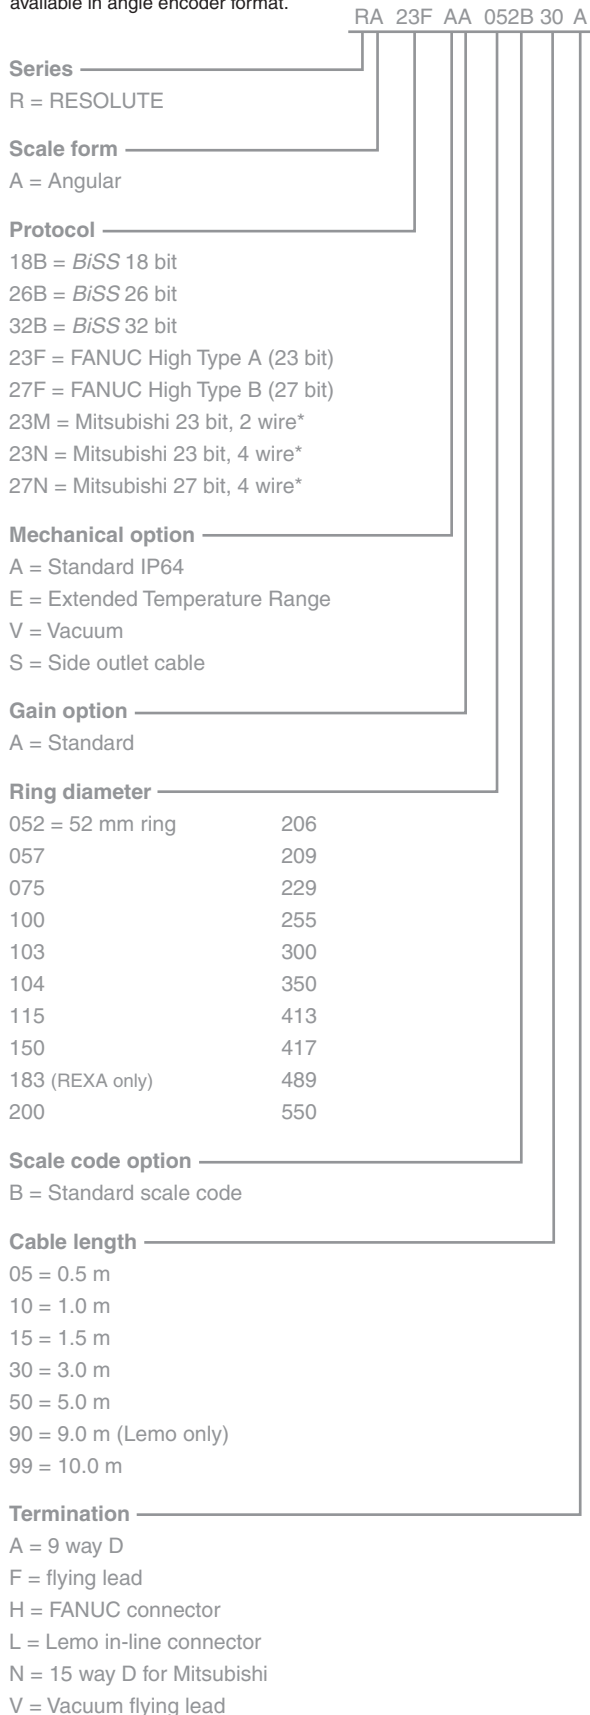 available in angle encoder format.
RA 23F AA 052B 30 A
Series
R = RESOLUTE
Scale form
A = Angular
Protocol
18B = BiSS 18 bit
26B = BiSS 26 bit
32B = BiSS 32 bit
23F = FANUC High Type A (23 bit)
27F = FANUC High Type B (27 bit)
23M = Mitsubishi 23 bit, 2 wire*
23N = Mitsubishi 23 bit, 4 wire*
27N = Mitsubishi 27 bit, 4 wire*
Mechanical option
A = Standard IP64
E = Extended Temperature Range
V = Vacuum
S = Side outlet cable
Gain option
A = Standard
Ring diameter
052 = 52 mm ring 206
057 209
075 229
100 255
103 300
104 350
115 413
150 417
183 (REXA only) 489
200 550
Scale code option
B = Standard scale code
Cable length
05 = 0.5 m
10 = 1.0 m
15 = 1.5 m
30 = 3.0 m
50 = 5.0 m
90 = 9.0 m (Lemo only)
99 = 10.0 m
Termination
A = 9 way D
F = flying lead
H = FANUC connector
L = Lemo in-line connector
N = 15 way D for Mitsubishi
V = Vacuum flying lead